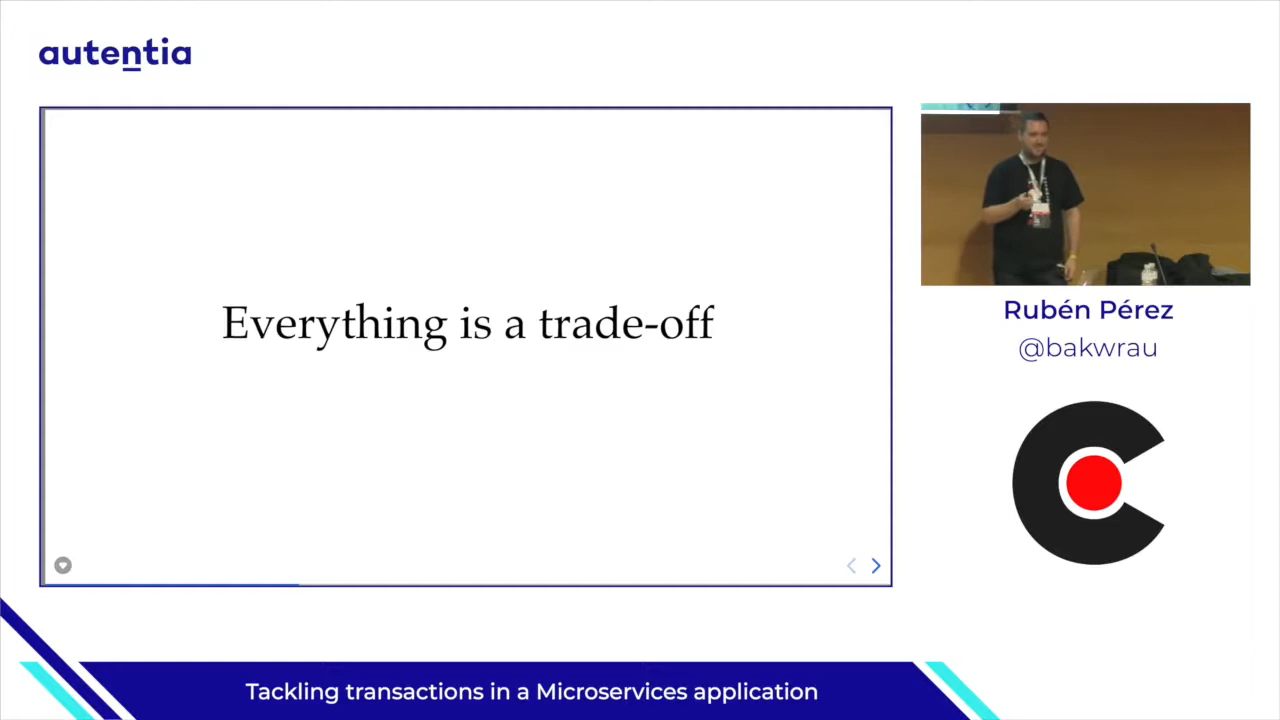 autentia
Everything is a trade-off
Rubén Pérez
@bakwrau
Tackling transactions in a Microservices application